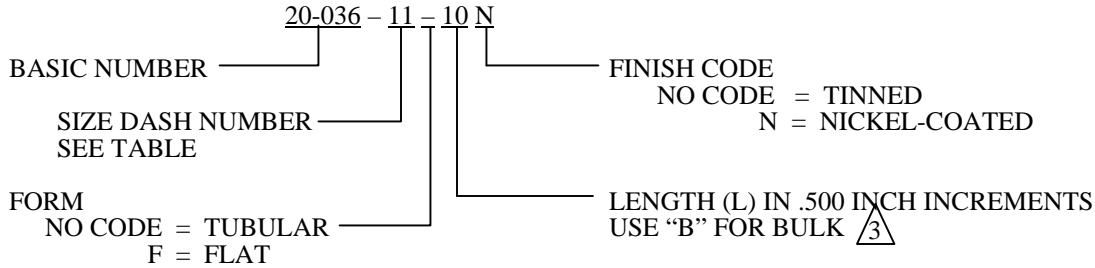 20-036 – 11 – 10 N
BASIC NUMBER
SIZE DASH NUMBER
SEE TABLE
FORM
NO CODE = TUBULAR
F = FLAT
FINISH CODE
NO CODE = TINNED
N = NICKEL-COATED
LENGTH (L) IN .500 INCH INCREMENTS
USE “B” FOR BULK 3